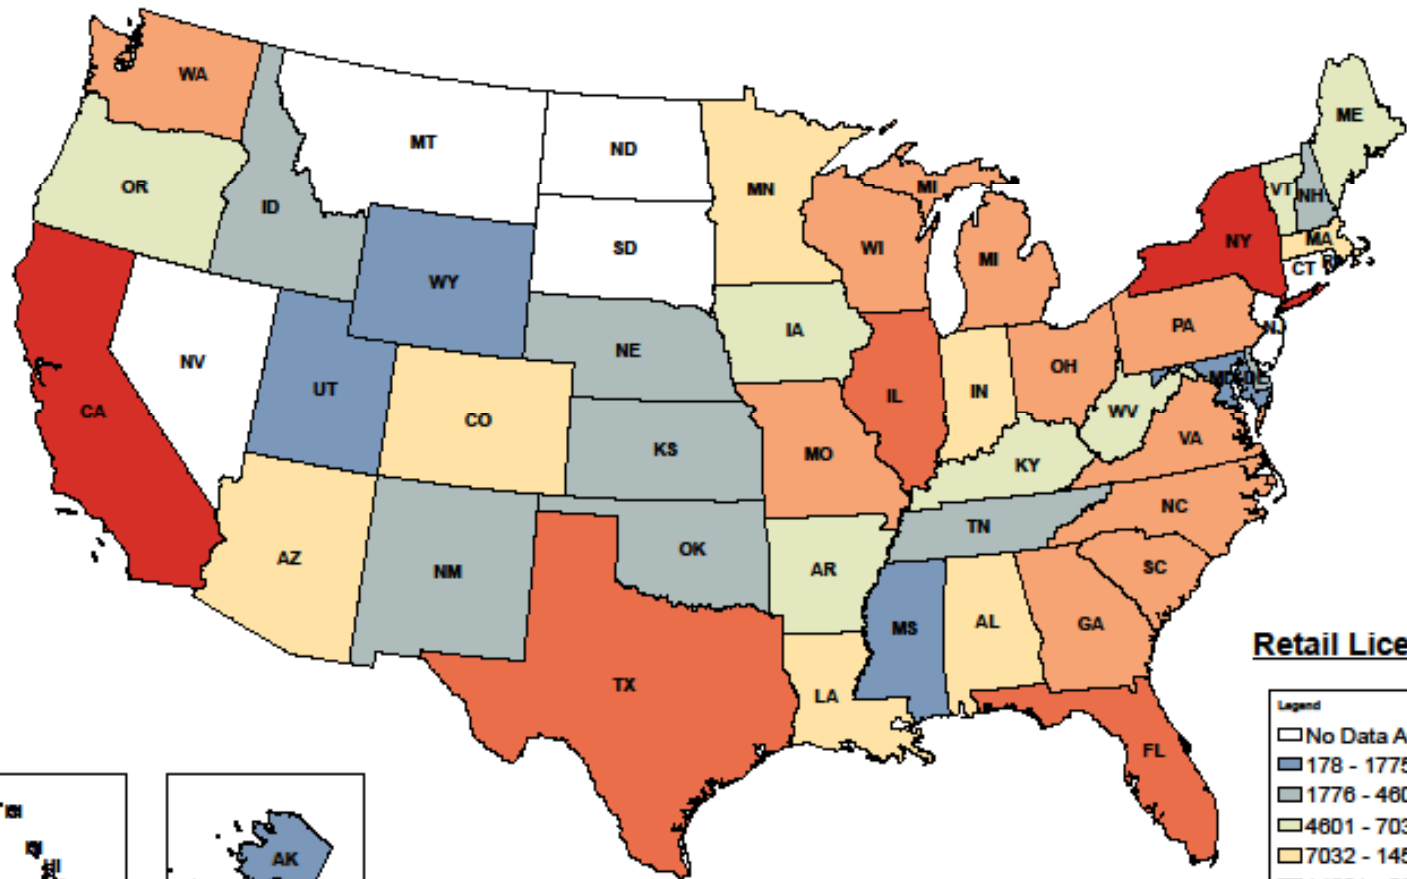 WA
MT
ND
ME
OR
ID
MN
MI
VT
NH
SD
WI
MI
NY
MA
WY
CT
RI
IA
PA
NJ
NV
NE
UT
CO
IL
IN
OH
MD
DE
CA
WV
KS
MO
KY
VA
AZ
NM
OK
TN
NC
AR
SC
MS
AL
GA
TX
LA
Retail Lice
Legend
No Data A
FL
178 - 1775
1776 - 460
4601 - 703
7032 - 145
AK
HI